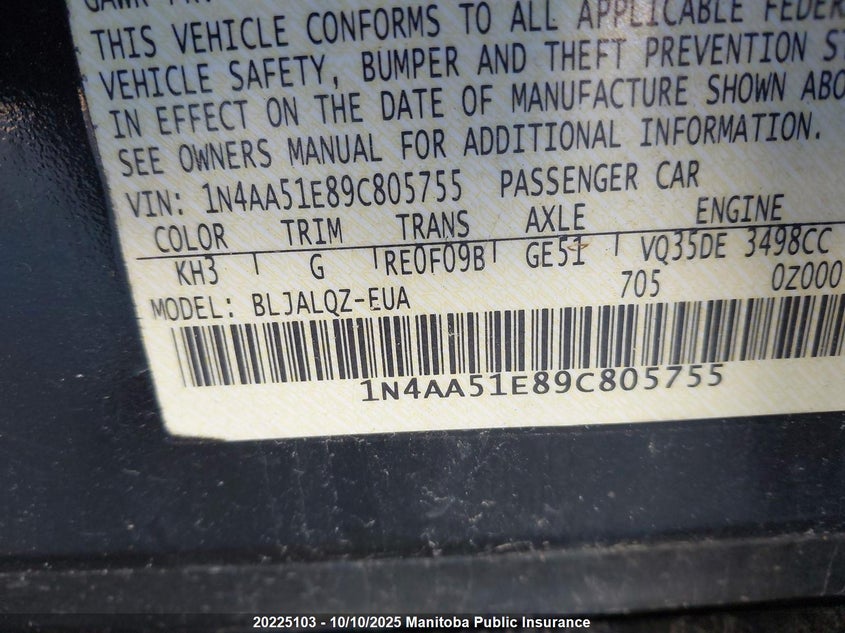 THIS VEHICLE CONFORMS TO ALL APPLICABLE FEDER
VEHICLE SAFETY, BUMPER AND THEFT PREVENTION S
IN EFFECT ON THE DATE OF MANUFACTURE SHOWN ABO
SEE OWNERS MANUAL FOR ADDITIONAL INFORMATION.
VIN: 1N4AA51E89C805755 PASSENGER CAR
COLOR TRIM TRANS AXLE ENGINE
KH3 G RE0F09B GE51 VQ35DE 3498CC
705 0Z000
MODEL: BLJALQZ-EUA
1N4AA51E89C805755
20225103 - 10/10/2025 Manitoba Public Insurance